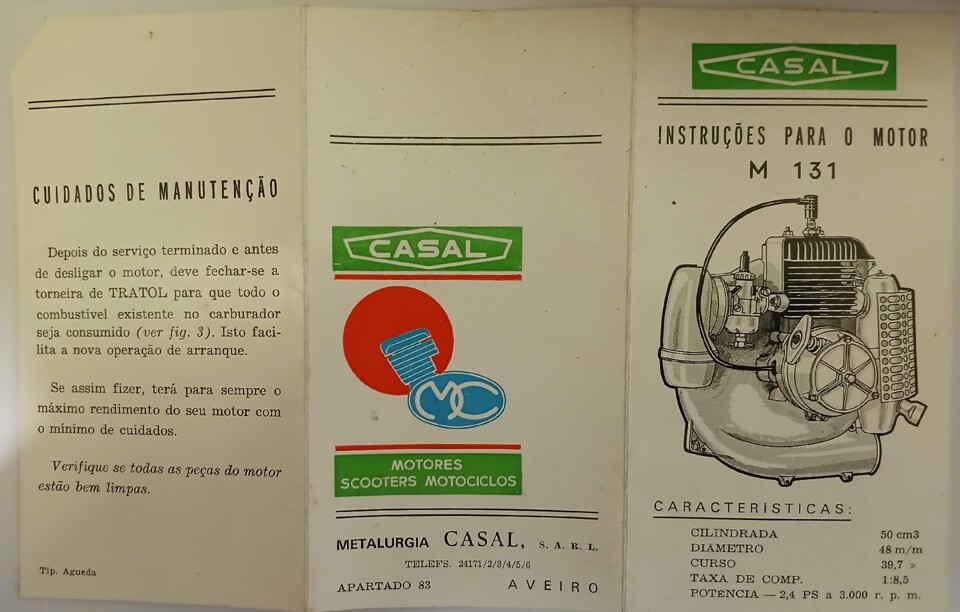 CUIDADOS DE MANUTENÇÃO
Depois do serviço terminado e antes
de desligar o motor, deve fechar-se a
torneira de TRATOL para que todo o
combustível existente no carburador
seja consumido (ver fig. 3). Isto faci-
lita a nova operação de arranque.
Se assim fizer, terá para sempre o
máximo rendimento do seu motor com
o mínimo de cuidados.
Verifique se todas as peças do motor
estão bem limpas.
Tip. Agueda
CASAL
MC
MOTORES
SCOOTERS MOTOCICLOS
METALURGIA CASAL, S. A. R. L.
TELEFS. 24171/2/3/4/5/6
APARTADO 83 AVEIRO
CASAL
INSTRUÇÕES PARA O MOTOR
M 131
CARACTERÍSTICAS:
CILINDRADA 50 cm3
DIÂMETRO 48 m/m
CURSO 39,7 »
TAXA DE COMP. 1:8,5
POTÊNCIA — 2,4 PS a 3.000 r. p. m.